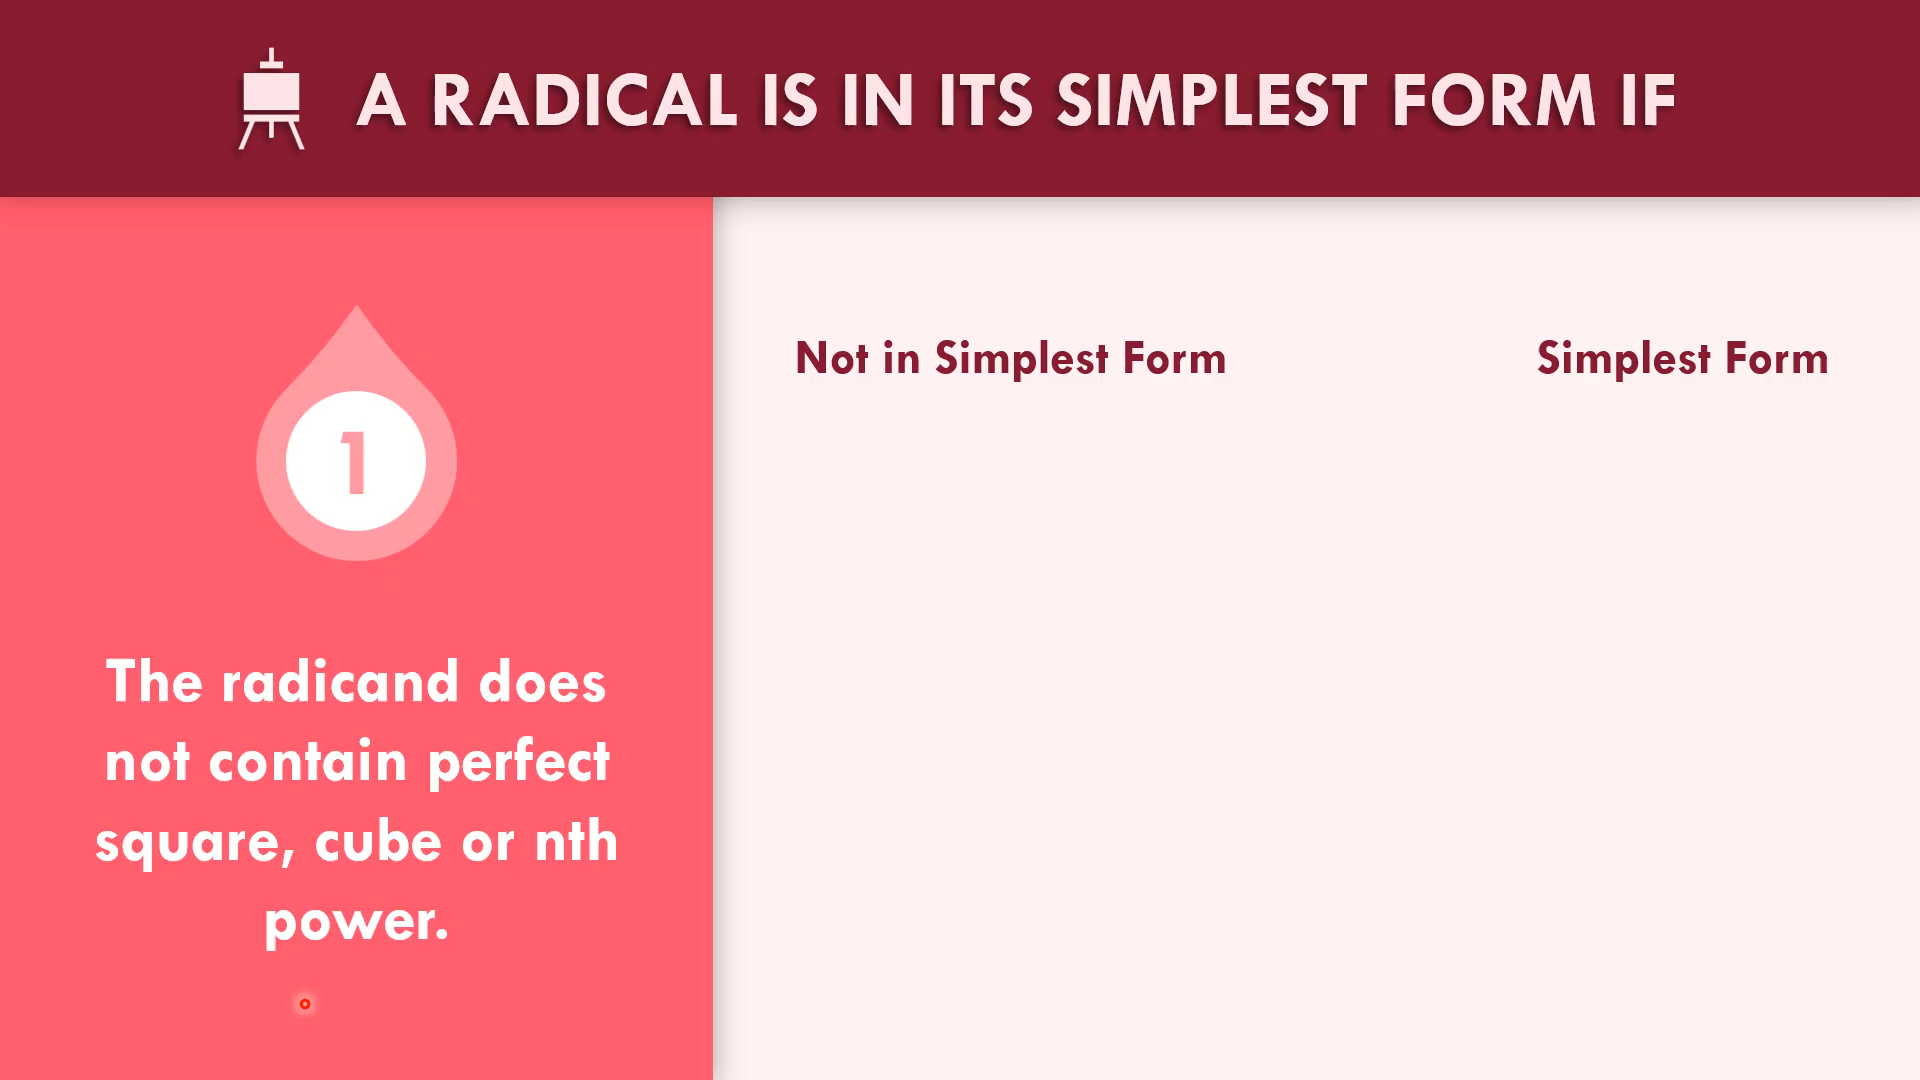 A RADICAL IS IN ITS SIMPLEST FORM IF
1
The radicand does
not contain perfect
square, cube or nth
power.
Not in Simplest Form
Simplest Form